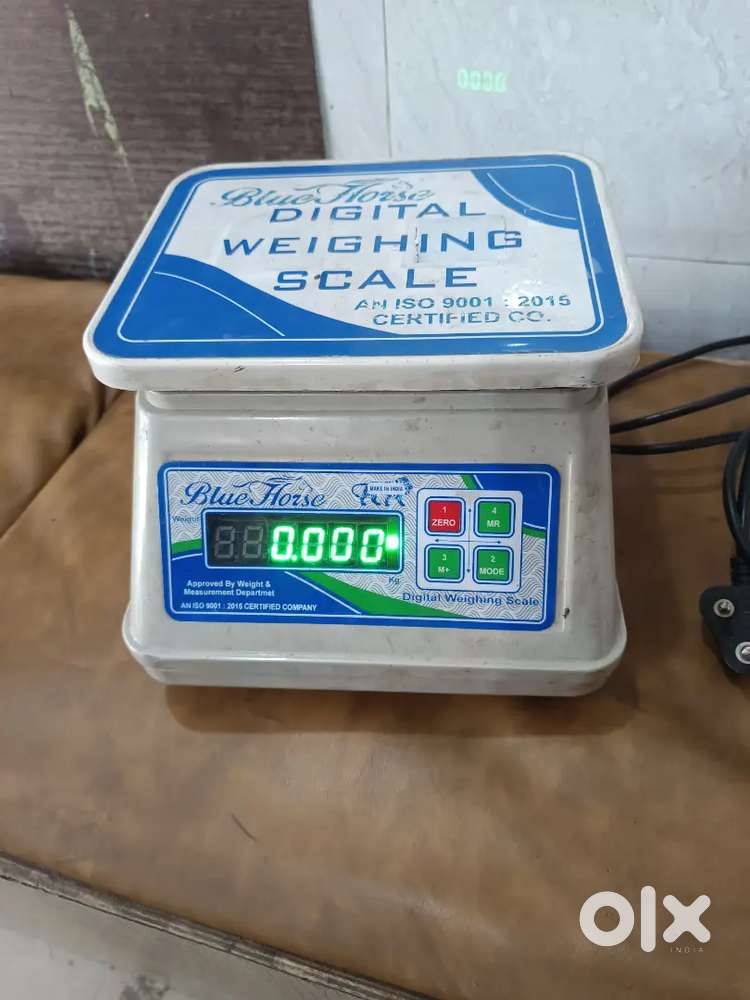 0000
Blue Horse
DIGITAL
WEIGHING
SCALE
AN ISO 9001 : 2015
CERTIFIED CO.
Blue Horse
MAKE IN INDIA
Weight
0.000
Kg
1
ZERO
4
MR
3
M+
2
MODE
Approved By Weight &
Measurement Departmet
AN ISO 9001 : 2015 CERTIFIED COMPANY
Digital Weighing Scale
olx
INDIA